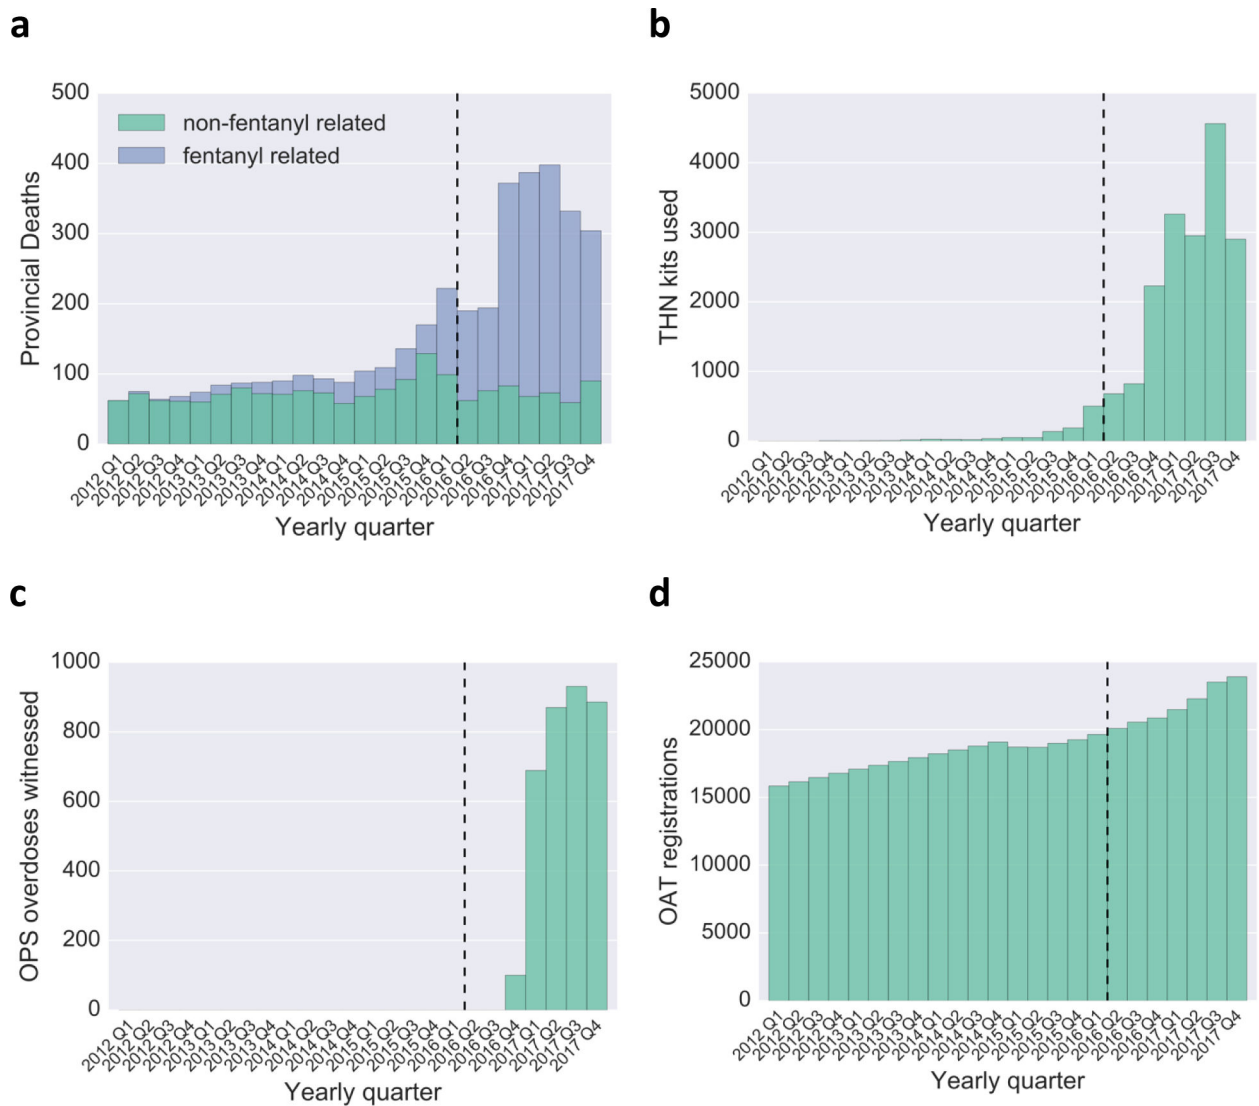 a
500
400
300
200
100
0
Provincial Deaths
non-fentanyl related
fentanyl related
2012 Q1
2012 Q2
2012 Q3
2012 Q4
2013 Q1
2013 Q2
2013 Q3
2013 Q4
2014 Q1
2014 Q2
2014 Q3
2014 Q4
2015 Q1
2015 Q2
2015 Q3
2015 Q4
2016 Q1
2016 Q2
2016 Q3
2016 Q4
2017 Q1
2017 Q2
2017 Q3
2017 Q4
Yearly quarter
b
5000
4000
3000
2000
1000
0
THN kits used
2012 Q1
2012 Q2
2012 Q3
2012 Q4
2013 Q1
2013 Q2
2013 Q3
2013 Q4
2014 Q1
2014 Q2
2014 Q3
2014 Q4
2015 Q1
2015 Q2
2015 Q3
2015 Q4
2016 Q1
2016 Q2
2016 Q3
2016 Q4
2017 Q1
2017 Q2
2017 Q3
2017 Q4
Yearly quarter
c
1000
800
600
400
200
0
OPS overdoses witnessed
2012 Q1
2012 Q2
2012 Q3
2012 Q4
2013 Q1
2013 Q2
2013 Q3
2013 Q4
2014 Q1
2014 Q2
2014 Q3
2014 Q4
2015 Q1
2015 Q2
2015 Q3
2015 Q4
2016 Q1
2016 Q2
2016 Q3
2016 Q4
2017 Q1
2017 Q2
2017 Q3
2017 Q4
Yearly quarter
d
25000
20000
15000
10000
5000
0
OAT registrations
2012 Q1
2012 Q2
2012 Q3
2012 Q4
2013 Q1
2013 Q2
2013 Q3
2013 Q4
2014 Q1
2014 Q2
2014 Q3
2014 Q4
2015 Q1
2015 Q2
2015 Q3
2015 Q4
2016 Q1
2016 Q2
2016 Q3
2016 Q4
2017 Q1
2017 Q2
2017 Q3
2017 Q4
Yearly quarter